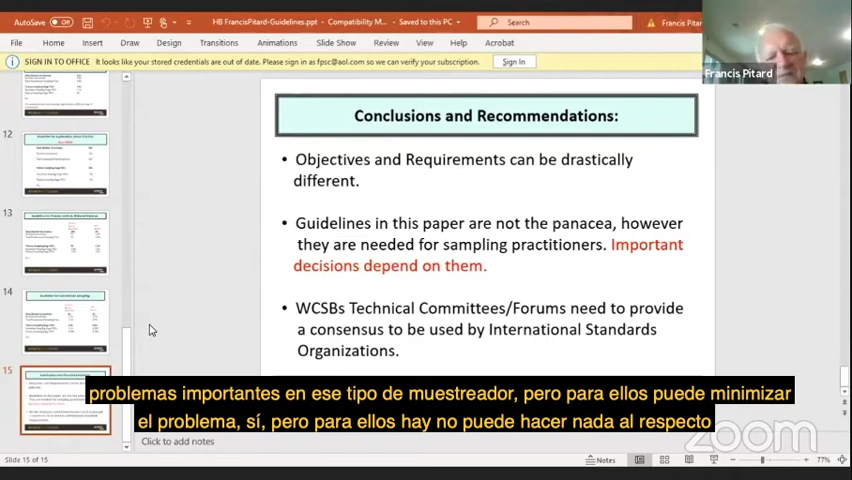 AutoSave Off HB FrancisPitard-Guidelines.ppt - Compatibility M... - Saved to this PC Search Francis Pitard
File Home Insert Draw Design Transitions Animations Slide Show Review View Help Acrobat
SIGN IN TO OFFICE It looks like your stored credentials are out of date. Please sign in as fpsc@aol.com so we can verify your subscription. Sign In
Francis Pitard
12
13
14
15
Conclusions and Recommendations:
• Objectives and Requirements can be drastically
different.
• Guidelines in this paper are not the panacea, however
they are needed for sampling practitioners. Important
decisions depend on them.
• WCSBs Technical Committees/Forums need to provide
a consensus to be used by International Standards
Organizations.
problemas importantes en ese tipo de muestreador, pero para ellos puede minimizar
el problema, sí, pero para ellos hay no puede hacer nada al respecto
zoom
Click to add notes
Slide 15 of 15 Notes 77%